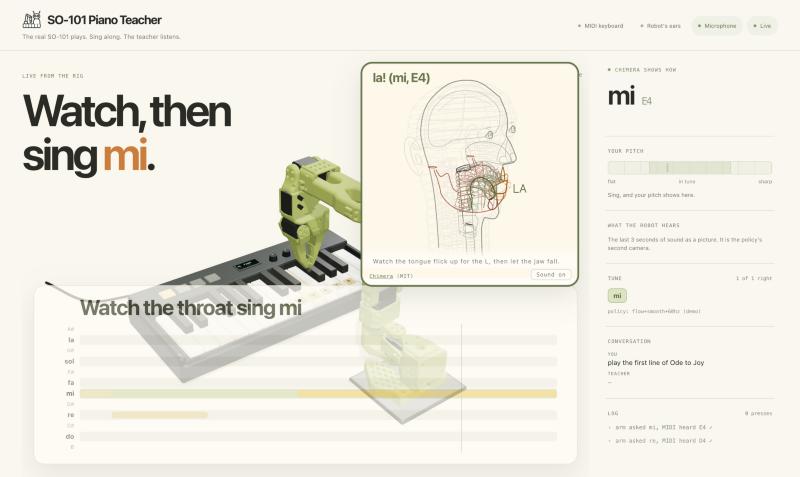 SO-101 Piano Teacher
The real SO-101 plays. Sing along. The teacher listens.
MIDI keyboard
Robot's ears
Microphone
Live
LIVE FROM THE RIG
Watch, then
sing mi.
la! (mi, E4)
LA
Watch the tongue flick up for the L, then let the jaw fall.
Chimera (MIT)
Sound on
Watch the throat sing mi
la
sol
fa
mi
re
do
CHIMERA SHOWS HOW
mi E4
YOUR PITCH
flat in tune sharp
Sing, and your pitch shows here.
WHAT THE ROBOT HEARS
The last 3 seconds of sound as a picture. It is the policy's
second camera.
TUNE 1 of 1 right
mi
policy: flow+smooth+60Hz (demo)
CONVERSATION
YOU
play the first line of Ode to Joy
TEACHER
—
LOG 0 presses
› arm asked mi, MIDI heard E4 ✓
› arm asked re, MIDI heard D4 ✓